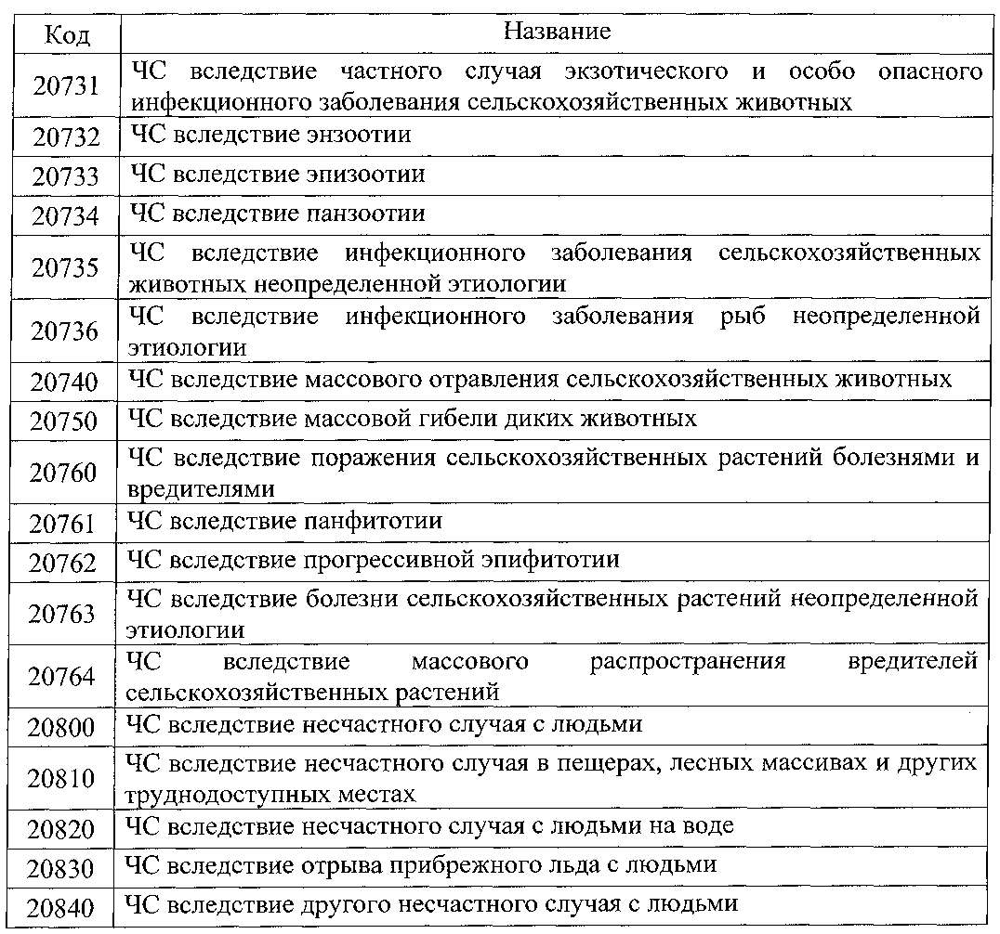 Код Название
20731 ЧС вследствие частного случая экзотического и особо опасного
инфекционного заболевания сельскохозяйственных животных
20732 ЧС вследствие энзоотии
20733 ЧС вследствие эпизоотии
20734 ЧС вследствие панзоотии
20735 ЧС вследствие инфекционного заболевания сельскохозяйственных
животных неопределенной этиологии
20736 ЧС вследствие инфекционного заболевания рыб неопределенной
этиологии
20740 ЧС вследствие массового отравления сельскохозяйственных животных
20750 ЧС вследствие массовой гибели диких животных
20760 ЧС вследствие поражения сельскохозяйственных растений болезнями и
вредителями
20761 ЧС вследствие панфитотии
20762 ЧС вследствие прогрессивной эпифитотии
20763 ЧС вследствие болезни сельскохозяйственных растений неопределенной
этиологии
20764 ЧС вследствие массового распространения вредителей
сельскохозяйственных растений
20800 ЧС вследствие несчастного случая с людьми
20810 ЧС вследствие несчастного случая в пещерах, лесных массивах и других
труднодоступных местах
20820 ЧС вследствие несчастного случая с людьми на воде
20830 ЧС вследствие отрыва прибрежного льда с людьми
20840 ЧС вследствие другого несчастного случая с людьми